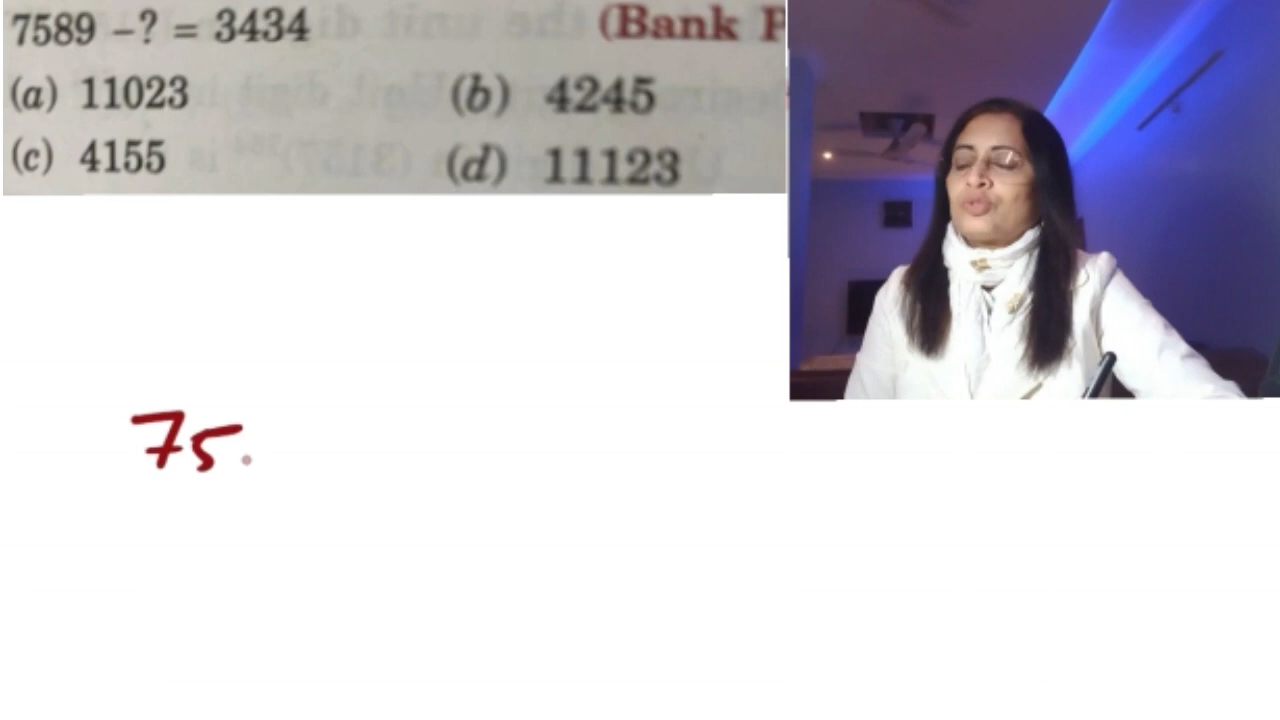 7589 –? = 3434 (Bank P
(a) 11023 (b) 4245
(c) 4155 (d) 11123
75